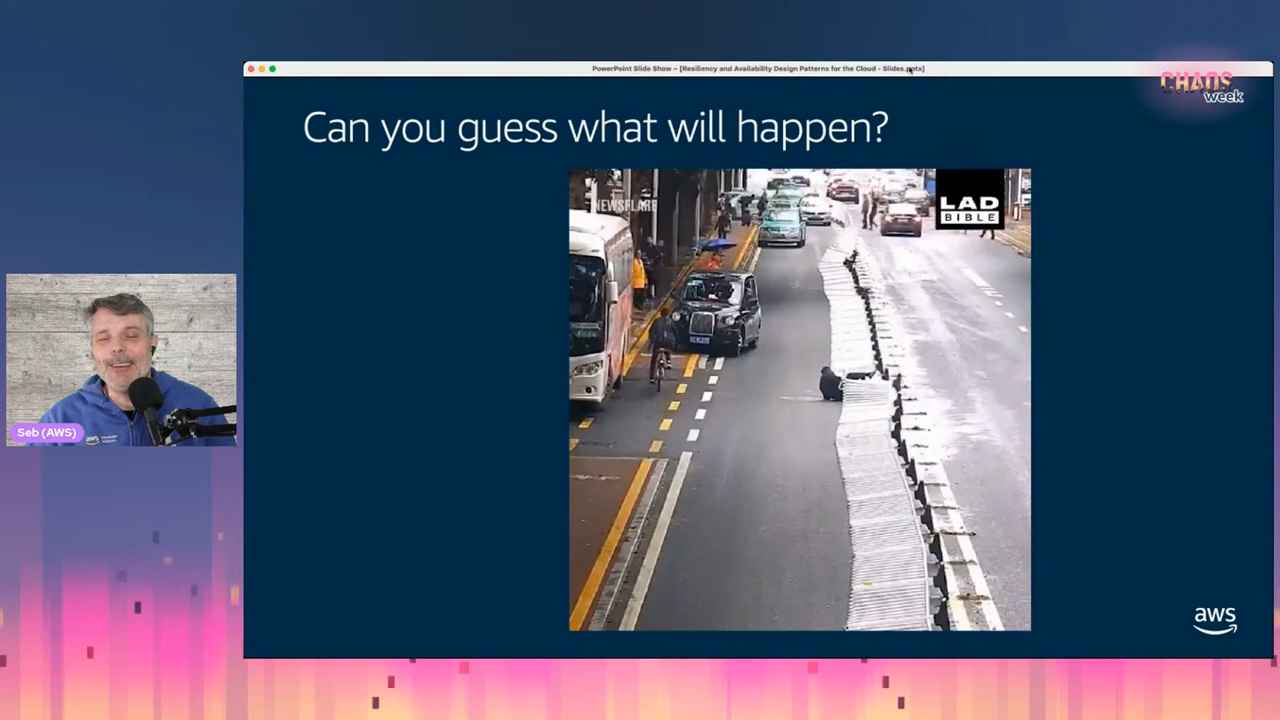 PowerPoint Slide Show – [Resiliency and Availability Design Patterns for the Cloud - Slides.pptx]
CHAOS
week
Can you guess what will happen?
NEWSFLARE
LAD
BIBLE
aws
Seb (AWS)
aws